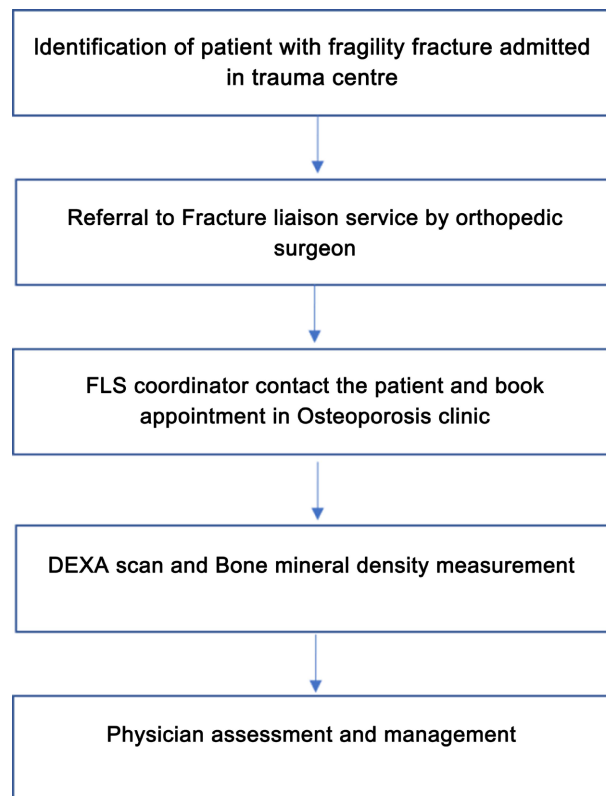 Identification of patient with fragility fracture admitted
in trauma centre
Referral to Fracture liaison service by orthopedic
surgeon
FLS coordinator contact the patient and book
appointment in Osteoporosis clinic
DEXA scan and Bone mineral density measurement
Physician assessment and management